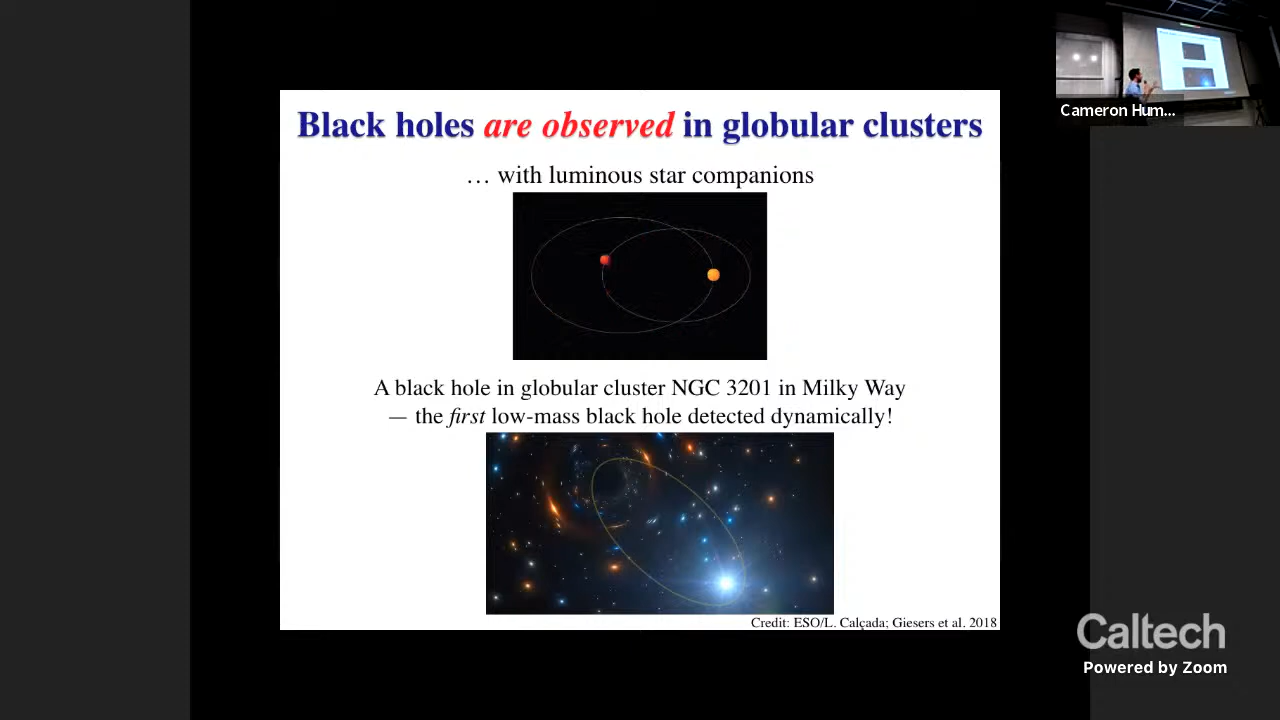 Black holes are observed in globular clusters
… with luminous star companions
A black hole in globular cluster NGC 3201 in Milky Way
— the first low-mass black hole detected dynamically!
Credit: ESO/L. Calçada; Giesers et al. 2018
Cameron Hum...
Caltech
Powered by Zoom